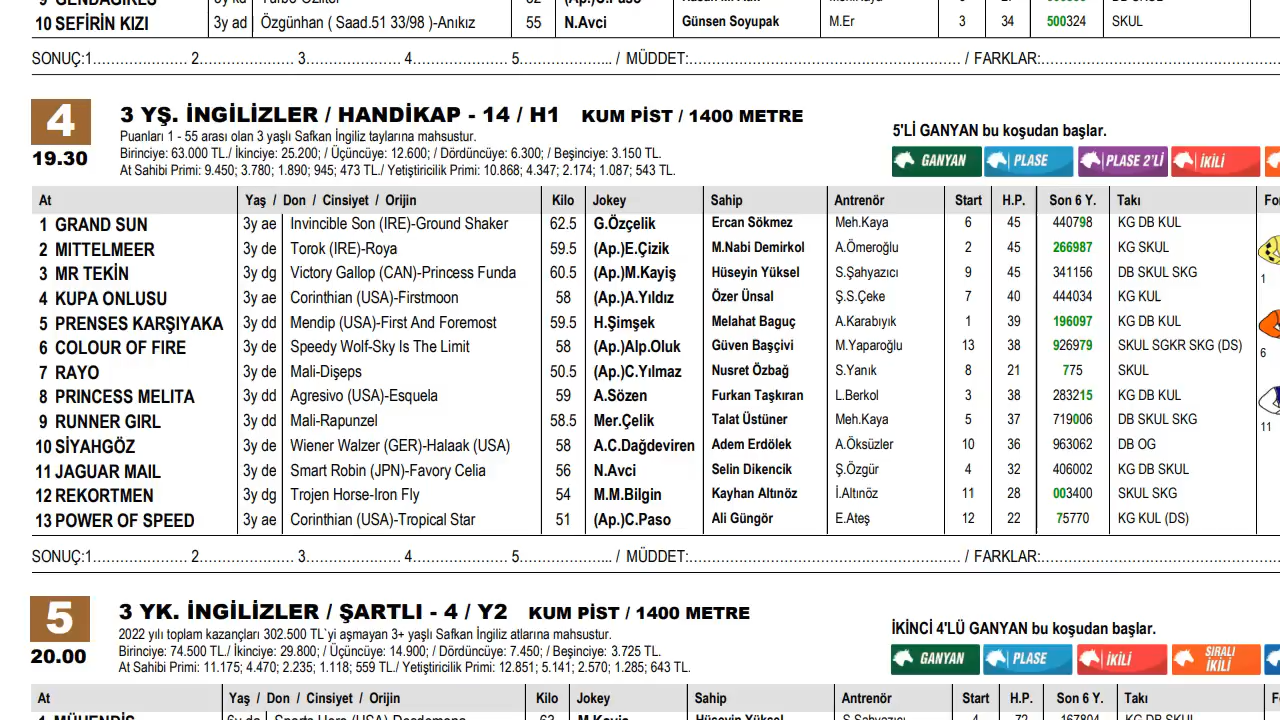 10 SEFİRİN KIZI 3y ad Özgünhan ( Saad.51 33/98 )-Anıkız 55 N.Avci Günsen Soyupak M.Er 3 34 500324 SKUL
SONUÇ:1..................... 2...................... 3..................... 4..................... 5..................... / MÜDDET:............................................................ / FARKLAR:......................................................
4 3 YŞ. İNGİLİZLER / HANDİKAP - 14 / H1 KUM PİST / 1400 METRE
19.30
Puanları 1 - 55 arası olan 3 yaşlı Safkan İngiliz taylarına mahsustur.
Birinciye: 63.000 TL./ İkinciye: 25.200; / Üçüncüye: 12.600; / Dördüncüye: 6.300; / Beşinciye: 3.150 TL.
At Sahibi Primi: 9.450; 3.780; 1.890; 945; 473 TL./ Yetiştiricilik Primi: 10.868; 4.347; 2.174; 1.087; 543 TL.
5'Lİ GANYAN bu koşudan başlar.
GANYAN PLASE PLASE 2'Lİ İKİLİ
At Yaş / Don / Cinsiyet / Orijin Kilo Jokey Sahip Antrenör Start H.P. Son 6 Y. Takı Fo
1 GRAND SUN 3y ae Invincible Son (IRE)-Ground Shaker 62.5 G.Özçelik Ercan Sökmez Meh.Kaya 6 45 440798 KG DB KUL
2 MITTELMEER 3y de Torok (IRE)-Roya 59.5 (Ap.)E.Çizik M.Nabi Demirkol A.Ömeroğlu 2 45 266987 KG SKUL
3 MR TEKİN 3y dg Victory Gallop (CAN)-Princess Funda 60.5 (Ap.)M.Kayiş Hüseyin Yüksel S.Şahyazıcı 9 45 341156 DB SKUL SKG
1
4 KUPA ONLUSU 3y ae Corinthian (USA)-Firstmoon 58 (Ap.)A.Yıldız Özer Ünsal Ş.S.Çeke 7 40 444034 KG KUL
5 PRENSES KARŞIYAKA 3y dd Mendip (USA)-First And Foremost 59.5 H.Şimşek Melahat Baguç A.Karabıyık 1 39 196097 KG DB KUL
6 COLOUR OF FIRE 3y de Speedy Wolf-Sky Is The Limit 58 (Ap.)Alp.Oluk Güven Başçivi M.Yaparoğlu 13 38 926979 SKUL SGKR SKG (DS)
6
7 RAYO 3y de Mali-Dişeps 50.5 (Ap.)C.Yılmaz Nusret Özbağ S.Yanık 8 21 775 SKUL
8 PRINCESS MELITA 3y dd Agresivo (USA)-Esquela 59 A.Sözen Furkan Taşkıran L.Berkol 3 38 283215 KG DB KUL
9 RUNNER GIRL 3y dd Mali-Rapunzel 58.5 Mer.Çelik Talat Üstüner Meh.Kaya 5 37 719006 DB SKUL SKG
11
10 SİYAHGÖZ 3y de Wiener Walzer (GER)-Halaak (USA) 58 A.C.Dağdeviren Adem Erdölek A.Öksüzler 10 36 963062 DB OG
11 JAGUAR MAIL 3y de Smart Robin (JPN)-Favory Celia 56 N.Avci Selin Dikencik Ş.Özgür 4 32 406002 KG DB SKUL
12 REKORTMEN 3y dg Trojen Horse-Iron Fly 54 M.M.Bilgin Kayhan Altınöz İ.Altınöz 11 28 003400 SKUL SKG
13 POWER OF SPEED 3y ae Corinthian (USA)-Tropical Star 51 (Ap.)C.Paso Ali Güngör E.Ateş 12 22 75770 KG KUL (DS)
SONUÇ:1..................... 2...................... 3..................... 4..................... 5..................... / MÜDDET:............................................................ / FARKLAR:......................................................
5 3 YK. İNGİLİZLER / ŞARTLI - 4 / Y2 KUM PİST / 1400 METRE
20.00
2022 yılı toplam kazançları 302.500 TL`yi aşmayan 3+ yaşlı Safkan İngiliz atlarına mahsustur.
Birinciye: 74.500 TL./ İkinciye: 29.800; / Üçüncüye: 14.900; / Dördüncüye: 7.450; / Beşinciye: 3.725 TL.
At Sahibi Primi: 11.175; 4.470; 2.235; 1.118; 559 TL./ Yetiştiricilik Primi: 12.851; 5.141; 2.570; 1.285; 643 TL.
İKİNCİ 4'LÜ GANYAN bu koşudan başlar.
GANYAN PLASE İKİLİ SIRALI İKİLİ
At Yaş / Don / Cinsiyet / Orijin Kilo Jokey Sahip Antrenör Start H.P. Son 6 Y. Takı Fo